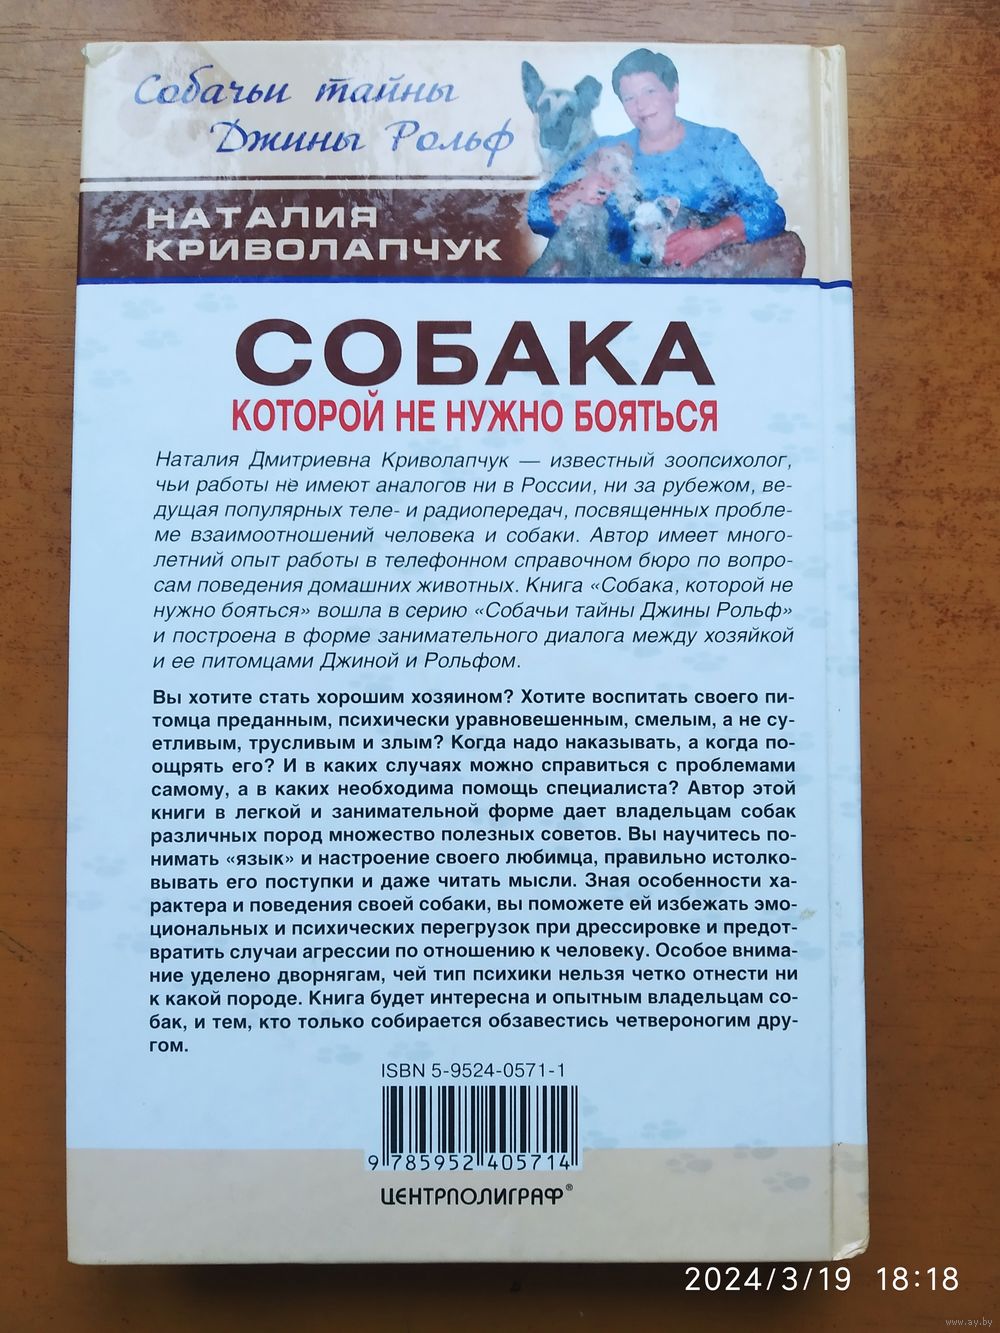 Собачьи тайны
Джины Рольф
НАТАЛИЯ
КРИВОЛАПЧУК
СОБАКА
КОТОРОЙ НЕ НУЖНО БОЯТЬСЯ
Наталия Дмитриевна Криволапчук — известный зоопсихолог,
чьи работы не имеют аналогов ни в России, ни за рубежом, ве-
дущая популярных теле- и радиопередач, посвященных пробле-
ме взаимоотношений человека и собаки. Автор имеет много-
летний опыт работы в телефонном справочном бюро по вопро-
сам поведения домашних животных. Книга «Собака, которой не
нужно бояться» вошла в серию «Собачьи тайны Джины Рольф»
и построена в форме занимательного диалога между хозяйкой
и ее питомцами Джиной и Рольфом.
Вы хотите стать хорошим хозяином? Хотите воспитать своего пи-
томца преданным, психически уравновешенным, смелым, а не су-
етливым, трусливым и злым? Когда надо наказывать, а когда по-
ощрять его? И в каких случаях можно справиться с проблемами
самому, а в каких необходима помощь специалиста? Автор этой
книги в легкой и занимательной форме дает владельцам собак
различных пород множество полезных советов. Вы научитесь по-
нимать «язык» и настроение своего любимца, правильно истолко-
вывать его поступки и даже читать мысли. Зная особенности ха-
рактера и поведения своей собаки, вы поможете ей избежать эмо-
циональных и психических перегрузок при дрессировке и предот-
вратить случаи агрессии по отношению к человеку. Особое внима-
ние уделено дворнягам, чей тип психики нельзя четко отнести ни
к какой породе. Книга будет интересна и опытным владельцам со-
бак, и тем, кто только собирается обзавестись четвероногим дру-
гом.
ISBN 5-9524-0571-1
9 785952 405714
ЦЕНТРПОЛИГРАФ®
2024/3/19 18:18
www.ay.by